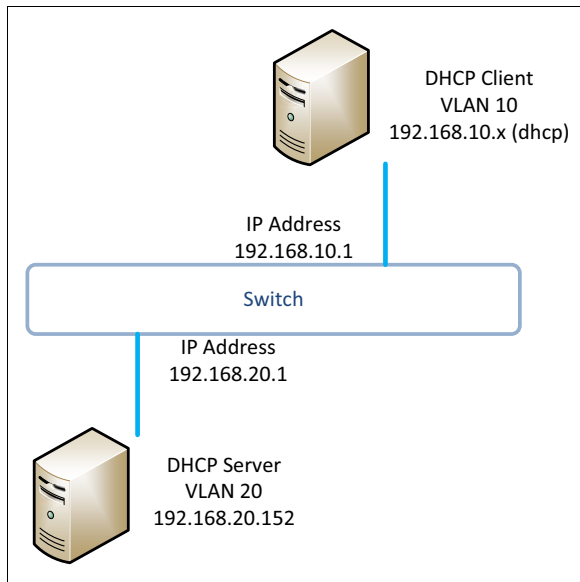 DHCP Client
VLAN 10
192.168.10.x (dhcp)
IP Address
192.168.10.1
Switch
IP Address
192.168.20.1
DHCP Server
VLAN 20
192.168.20.152